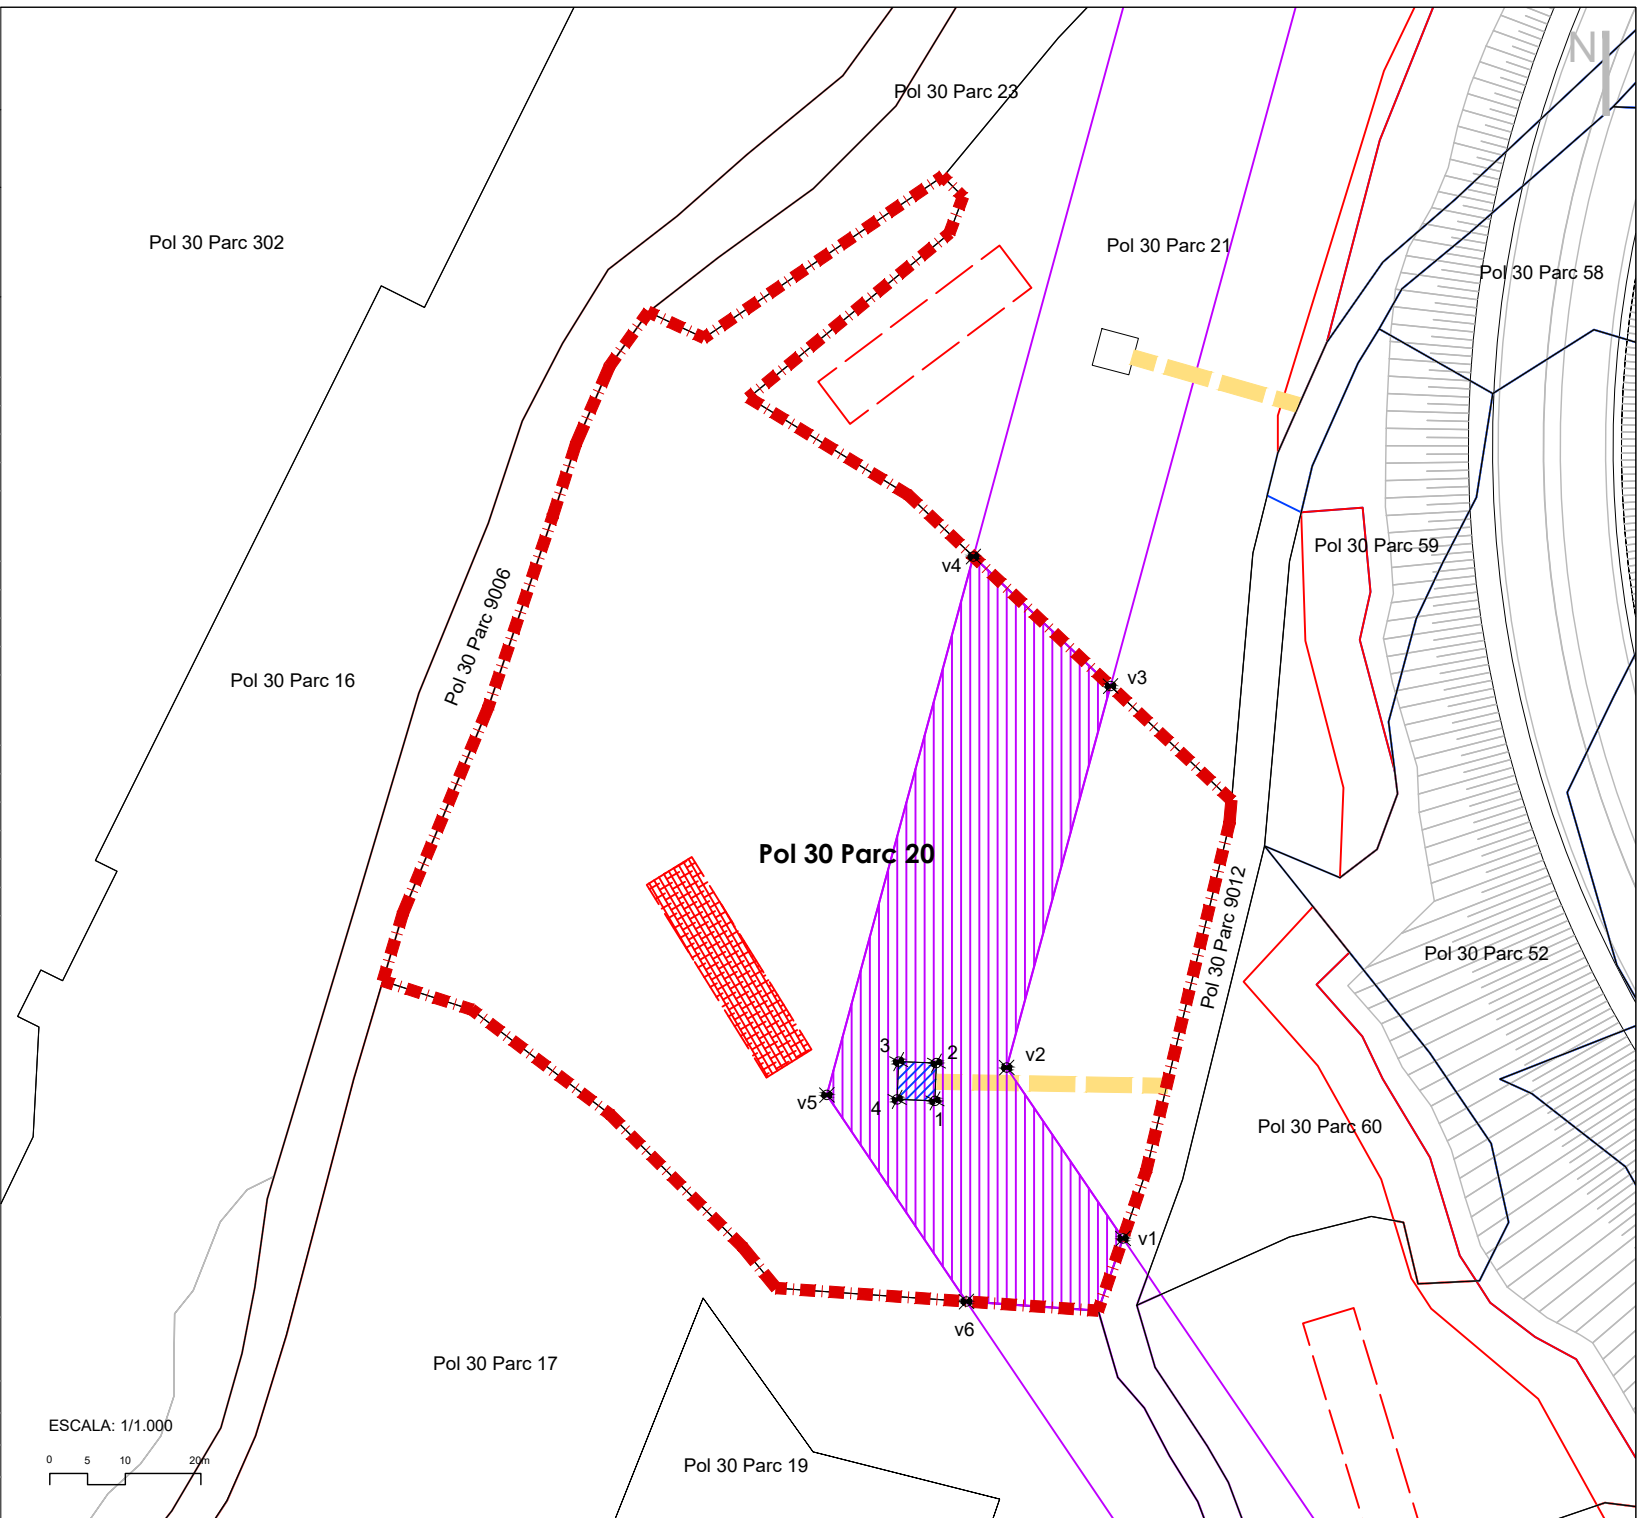 N
Pol 30 Parc 23
Pol 30 Parc 302
Pol 30 Parc 21
Pol 30 Parc 58
Pol 30 Parc 59
v4
Pol 30 Parc 9006
v3
Pol 30 Parc 16
Pol 30 Parc 20
Pol 30 Parc 9012
Pol 30 Parc 52
3
2
v2
v5
4
1
Pol 30 Parc 60
v1
v6
Pol 30 Parc 17
ESCALA: 1/1.000
0 5 10 20m
Pol 30 Parc 19